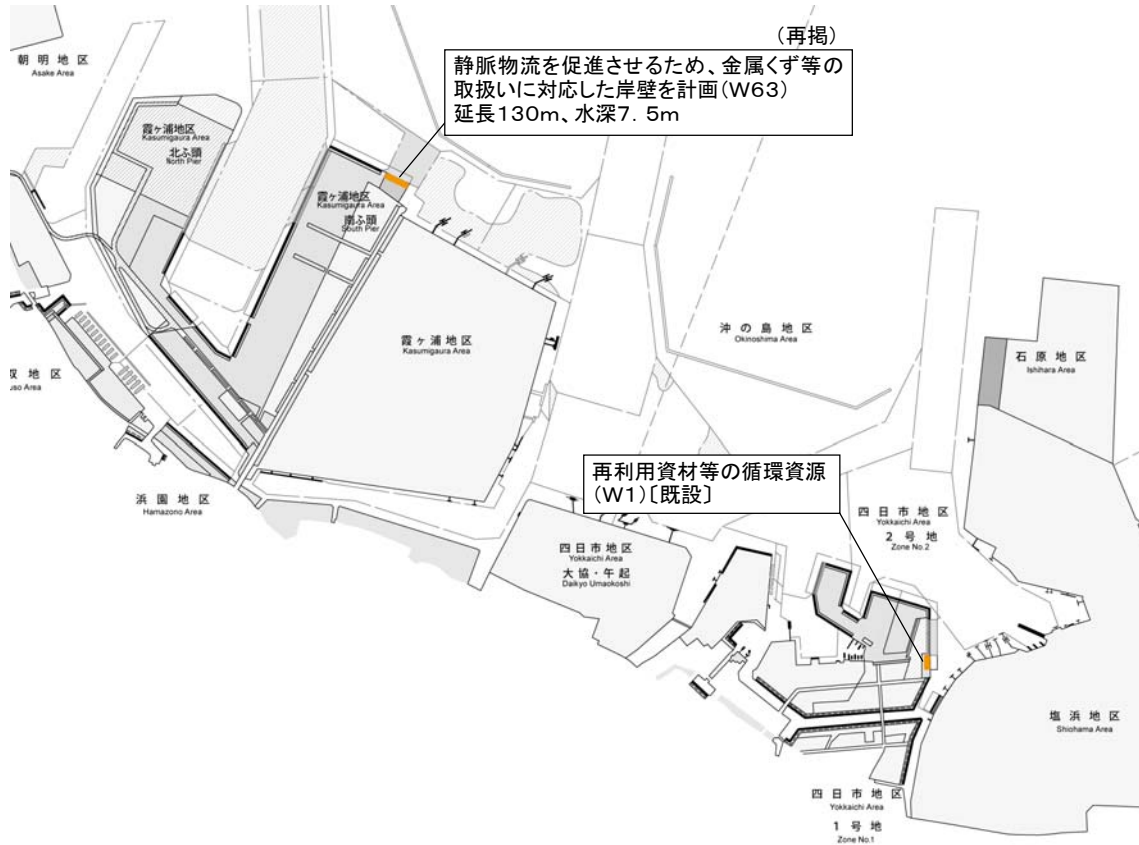 (再掲)
静脈物流を促進させるため、金属くず等の
取扱いに対応した岸壁を計画(W63)
延長130m、水深7.5m
朝明地区
Asake Area
霞ヶ浦地区
Kasumigaura Area
北ふ頭
North Pier
霞ヶ浦地区
Kasumigaura Area
南ふ頭
South Pier
霞ヶ浦地区
Kasumigaura Area
沖の島地区
Okinoshima Area
石原地区
Ishihara Area
地区
uso Area
浜園地区
Hamazono Area
再利用資材等の循環資源
(W1)〔既設〕
四日市地区
Yokkaichi Area
2号地
Zone No.2
四日市地区
Yokkaichi Area
大協・午起
Daikyo Umaokoshi
塩浜地区
Shiohama Area
四日市地区
Yokkaichi Area
1号地
Zone No.1